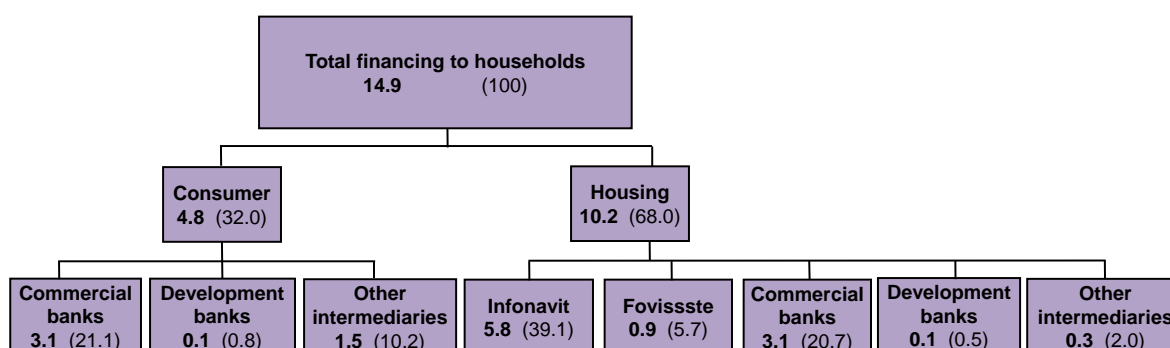 Total financing to households
14.9 (100)
Consumer
4.8 (32.0)
Housing
10.2 (68.0)
Commercial
banks
3.1 (21.1)
Development
banks
0.1 (0.8)
Other
intermediaries
1.5 (10.2)
Infonavit
5.8 (39.1)
Fovissste
0.9 (5.7)
Commercial
banks
3.1 (20.7)
Development
banks
0.1 (0.5)
Other
intermediaries
0.3 (2.0)